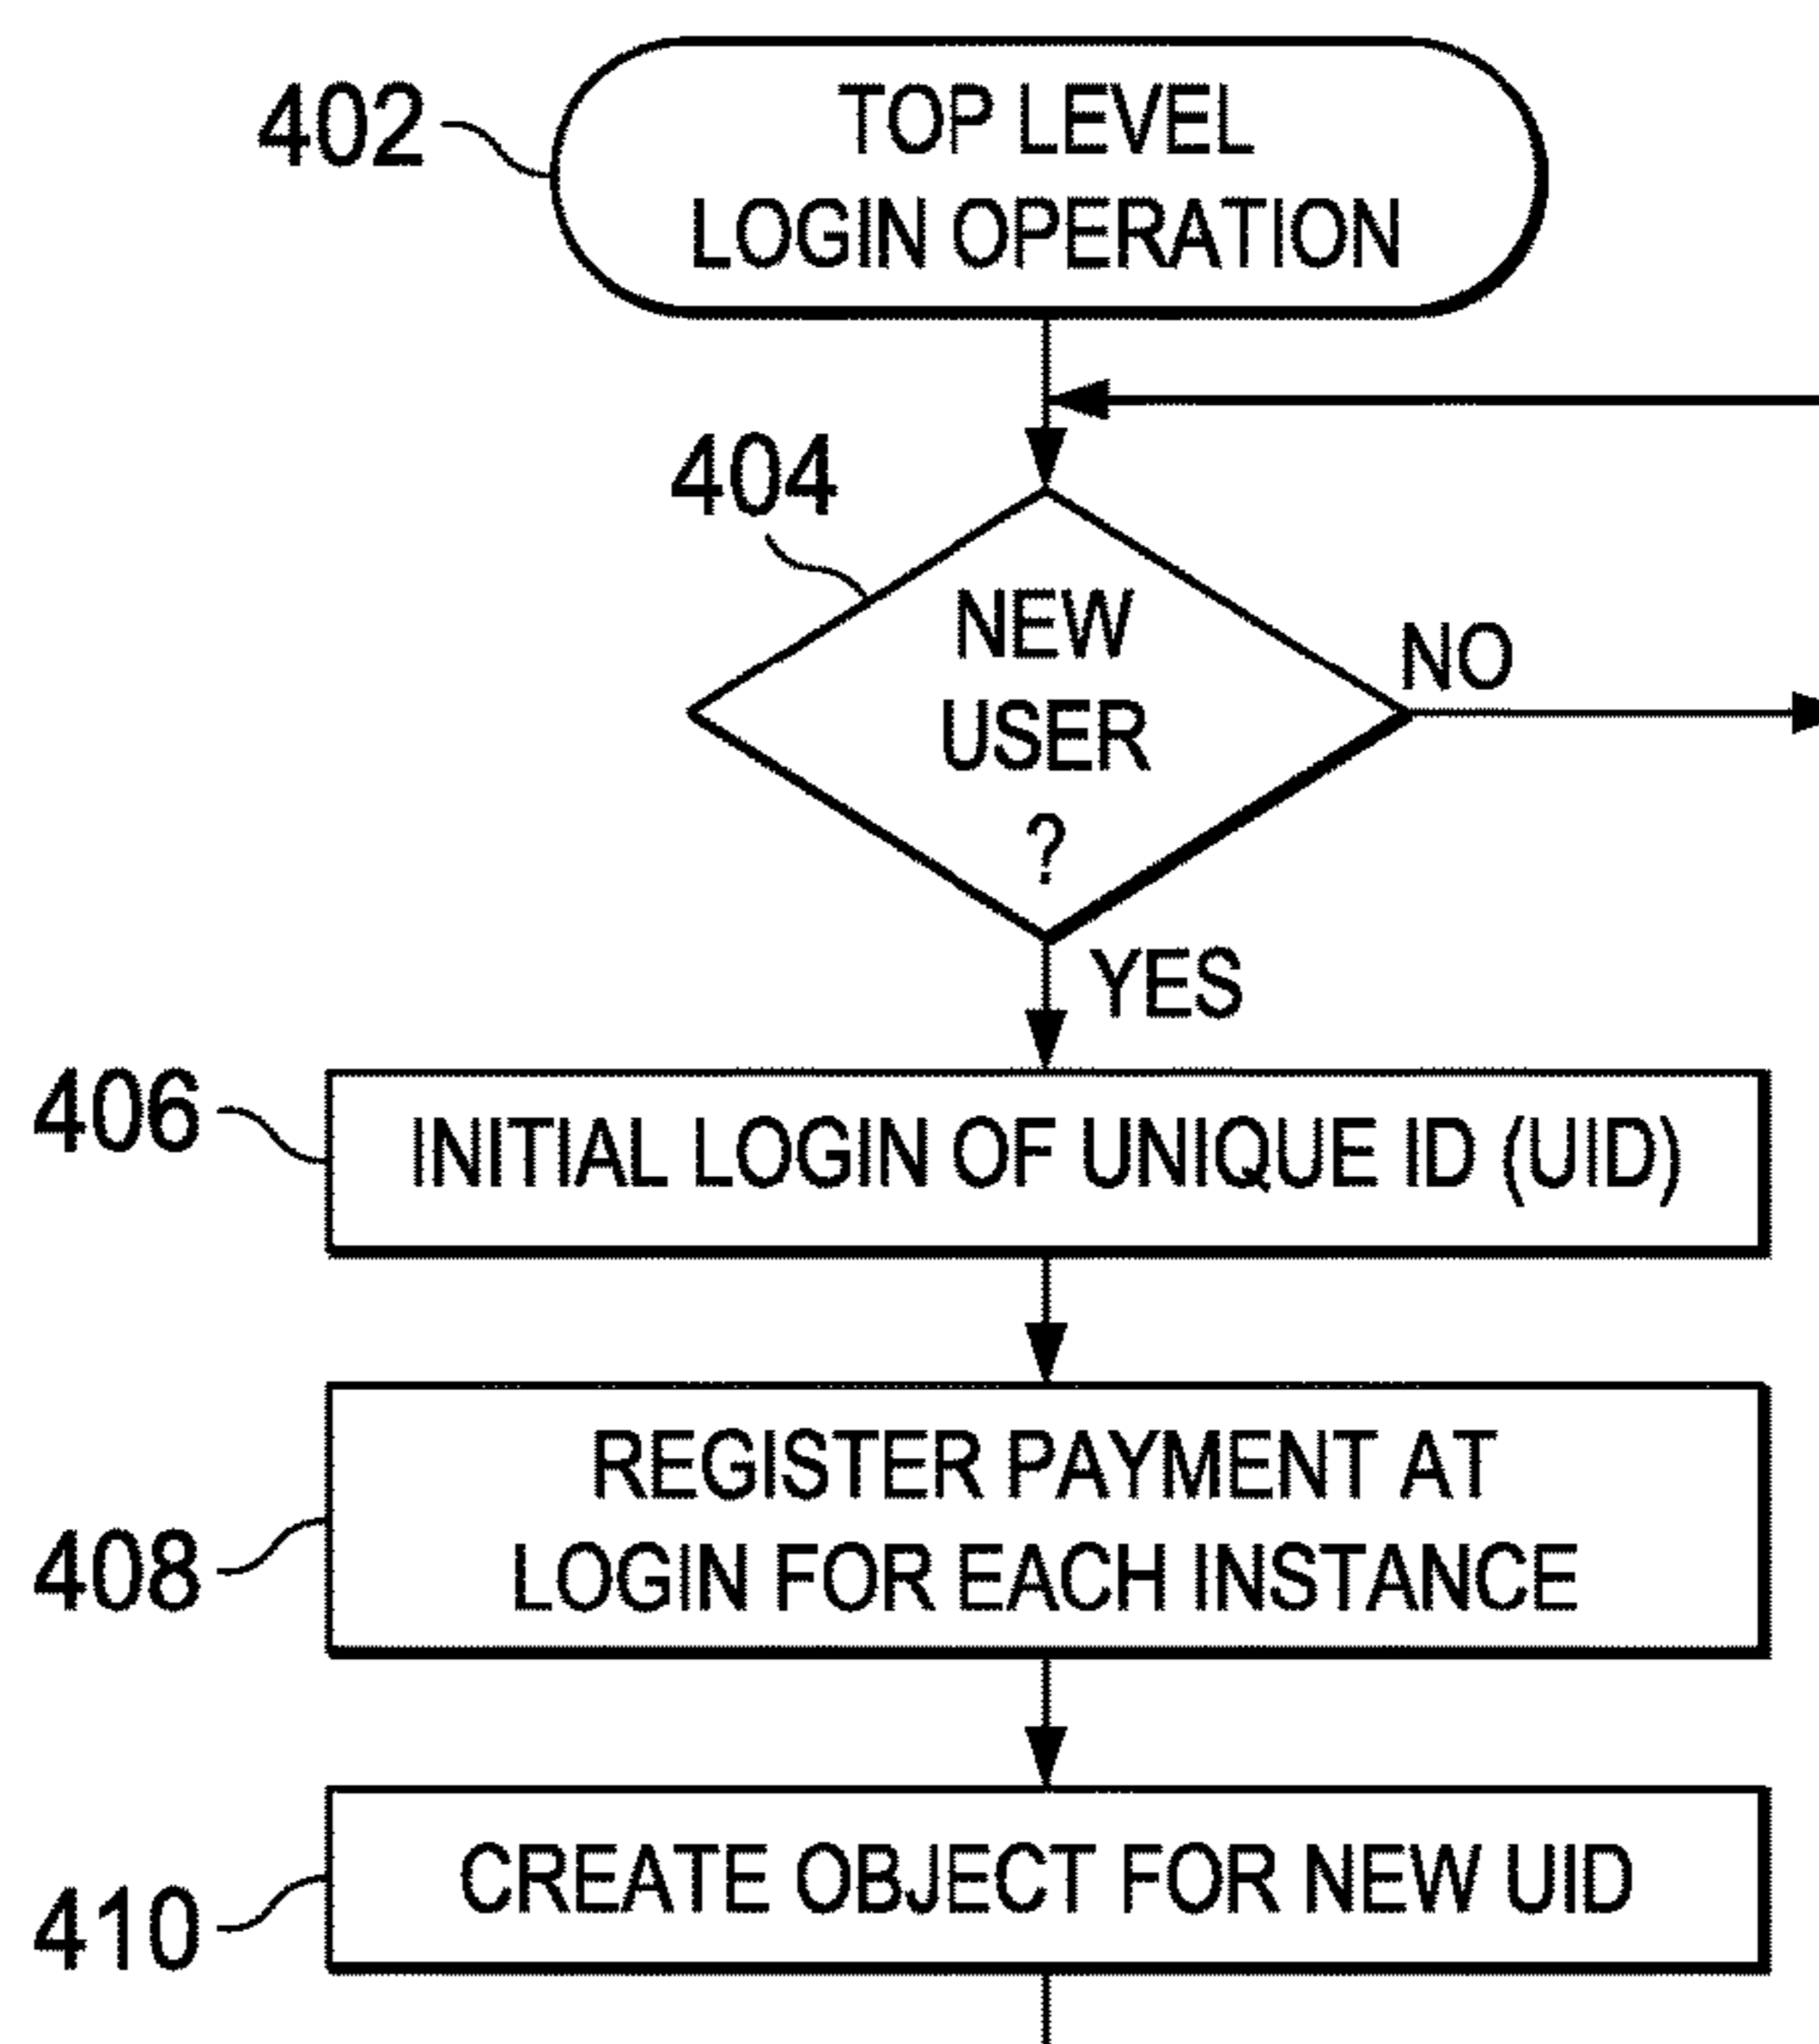 402
TOP LEVEL
LOGIN OPERATION
404
NEW
USER
?
NO
YES
406
INITIAL LOGIN OF UNIQUE ID (UID)
REGISTER PAYMENT AT
LOGIN FOR EACH INSTANCE
408
CREATE OBJECT FOR NEW UID
410